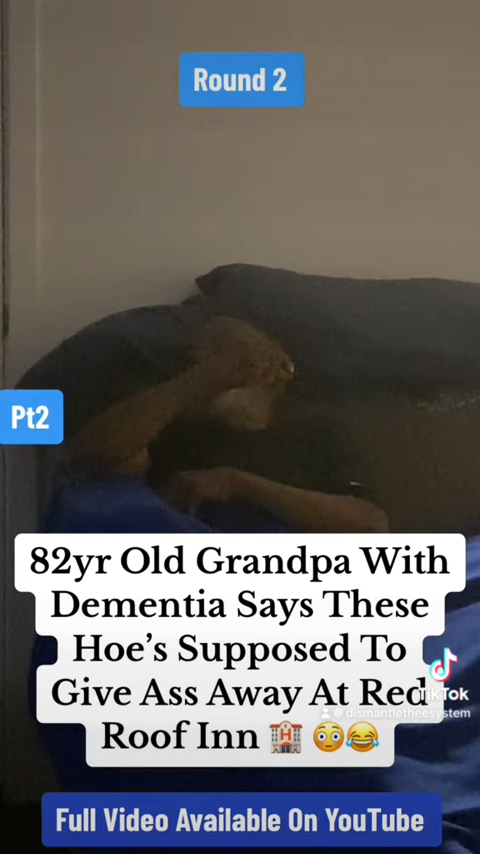 Round 2
Pt2
82yr Old Grandpa With
Dementia Says These
Hoe's Supposed To
Give Ass Away At Red
Roof Inn 🏩 😳😂
TikTok
@dismantletheesystem
Full Video Available On YouTube